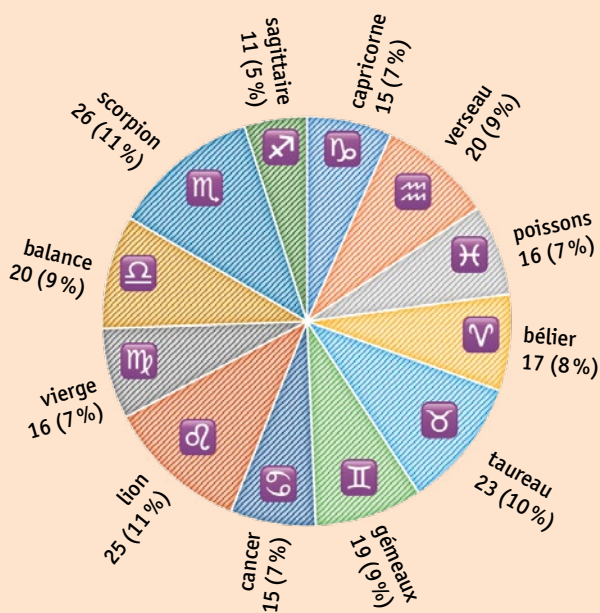 capricorne
15 (7%)
verseau
20 (9%)
poissons
16 (7%)
bélier
17 (8%)
taureau
23 (10%)
gémeaux
19 (9%)
cancer
15 (7%)
lion
25 (11%)
vierge
16 (7%)
balance
20 (9%)
scorpion
26 (11%)
sagittaire
11 (5%)
♑
♒
♓
♈
♉
♊
♋
♌
♍
♎
♏
♐